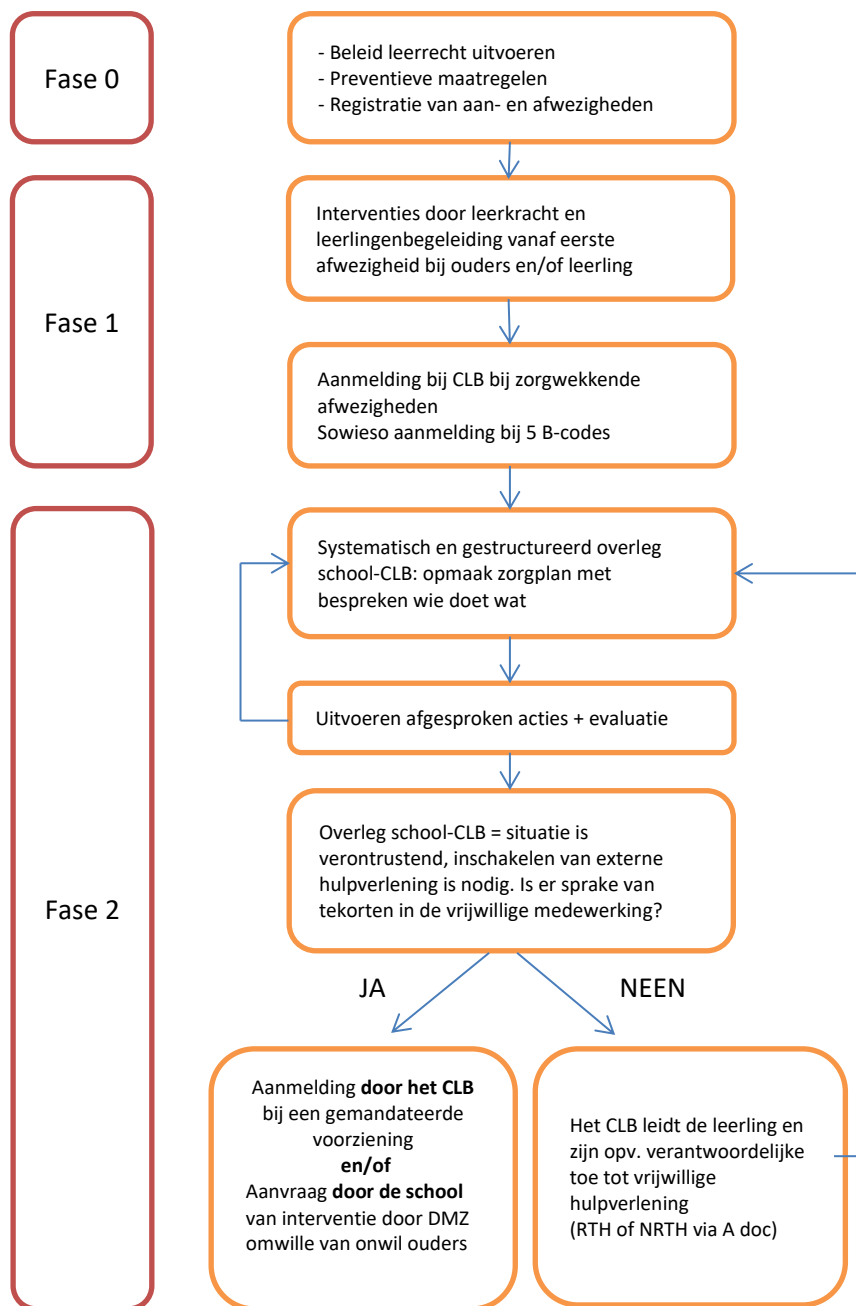 Fase 0
- Beleid leerrecht uitvoeren
- Preventieve maatregelen
- Registratie van aan- en afwezigheden
Fase 1
Interventies door leerkracht en
leerlingenbegeleiding vanaf eerste
afwezigheid bij ouders en/of leerling
Aanmelding bij CLB bij zorgwekkende
afwezigheden
Sowieso aanmelding bij 5 B-codes
Fase 2
Systematisch en gestructureerd overleg
school-CLB: opmaak zorgplan met
bespreken wie doet wat
Uitvoeren afgesproken acties + evaluatie
Overleg school-CLB = situatie is
verontrustend, inschakelen van externe
hulpverlening is nodig. Is er sprake van
tekorten in de vrijwillige medewerking?
JA
NEEN
Aanmelding door het CLB
bij een gemandateerde
voorziening
en/of
Aanvraag door de school
van interventie door DMZ
omwille van onwil ouders
Het CLB leidt de leerling en
zijn opv. verantwoordelijke
toe tot vrijwillige
hulpverlening
(RTH of NRTH via A doc)